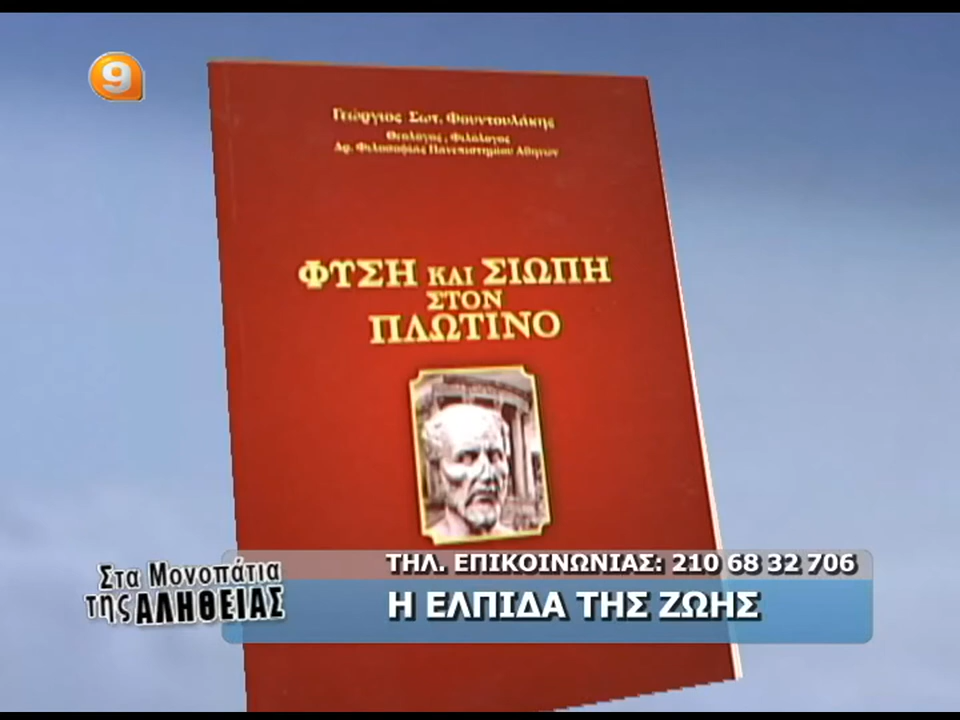 9
Γεώργιος Σωτ. Φουντουλάκης
Θεολόγος, Φιλόλογος
Δρ. Φιλοσοφίας Πανεπιστημίου Αθηνών
ΦΥΣΗ ΚΑΙ ΣΙΩΠΗ
ΣΤΟΝ
ΠΛΩΤΙΝΟ
Στα Μονοπάτια
της ΑΛΗΘΕΙΑΣ
ΤΗΛ. ΕΠΙΚΟΙΝΩΝΙΑΣ: 210 68 32 706
Η ΕΛΠΙΔΑ ΤΗΣ ΖΩΗΣ